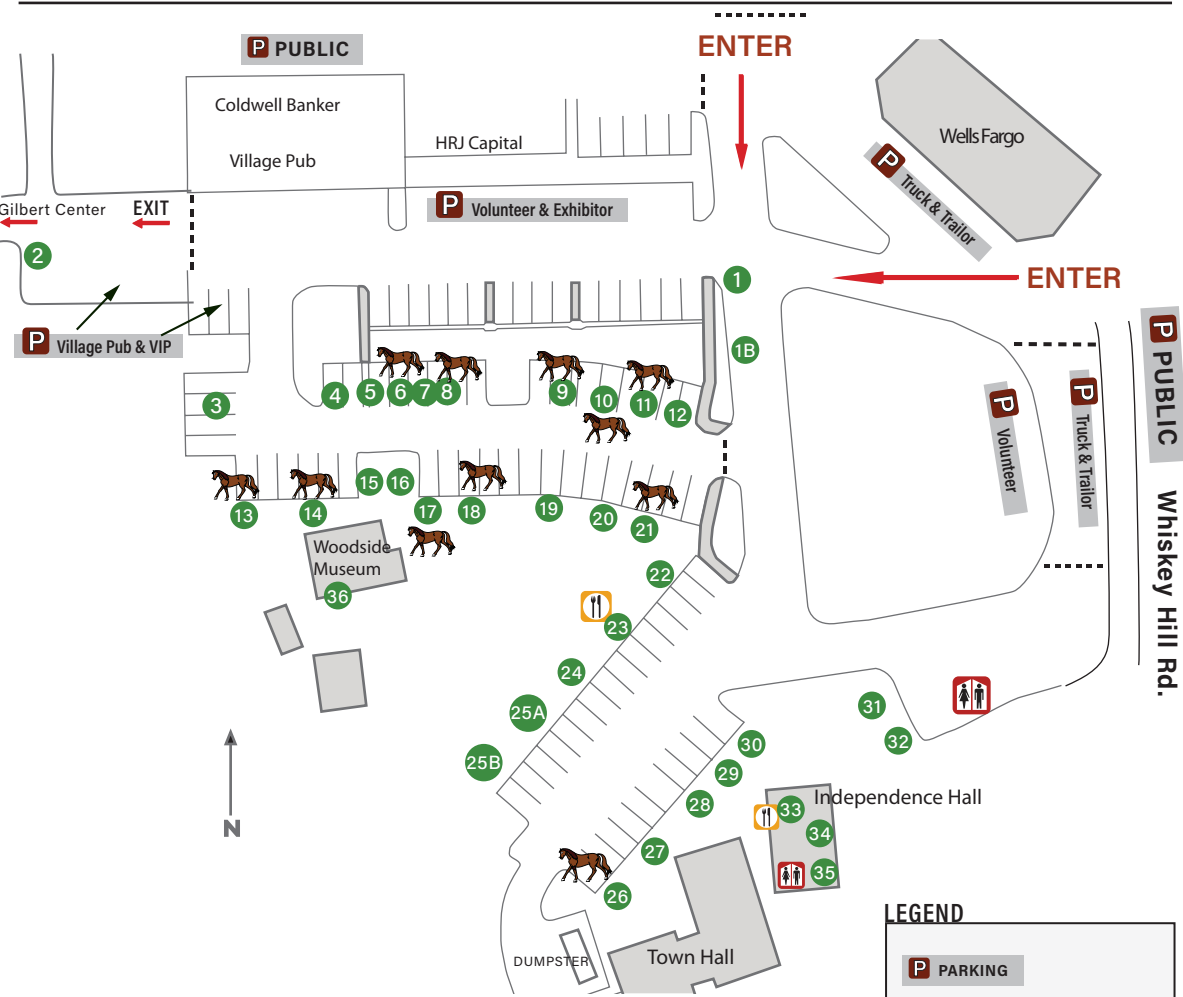 P PUBLIC
ENTER
Coldwell Banker
Village Pub
HRJ Capital
Wells Fargo
P Truck & Trailor
Gilbert Center
EXIT
P Volunteer & Exhibitor
2
1
ENTER
P Village Pub & VIP
1B
P PUBLIC
3
4
5
6
7
8
9
10
11
12
P Volunteer
P Truck & Trailor
13
14
15
16
17
18
19
20
21
Whiskey Hill Rd.
Woodside
Museum
36
22
23
24
25A
25B
31
32
30
29
28
27
26
N
Independence Hall
33
34
35
DUMPSTER
Town Hall
LEGEND
P PARKING